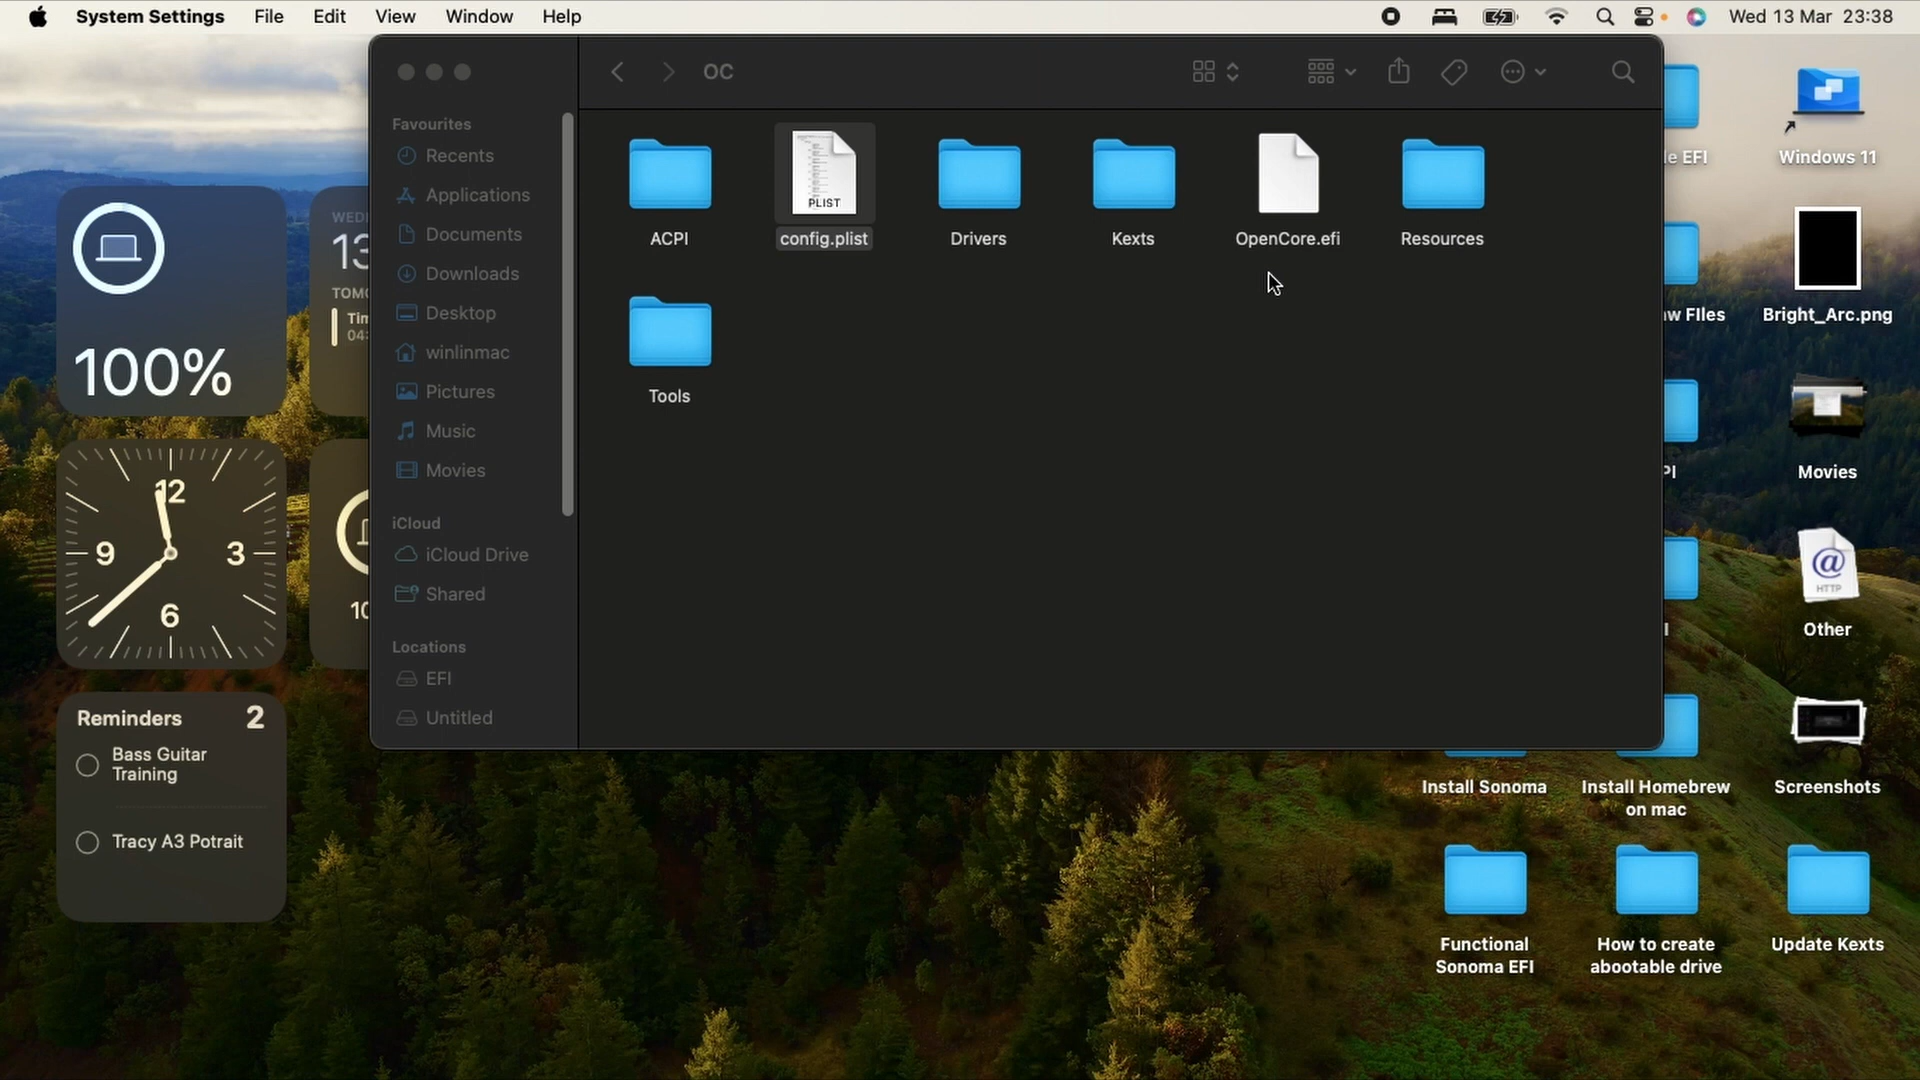 System Settings File Edit View Window Help Wed 13 Mar 23:38
OC
Favourites
Recents
Applications
Documents
Downloads
Desktop
winlinmac
Pictures
Music
Movies
iCloud
iCloud Drive
Shared
Locations
EFI
Untitled
PLIST
ACPI config.plist Drivers Kexts OpenCore.efi Resources
Tools
100%
WED
13
TOMO
Tim
04:
12
9 3
6
10
Reminders 2
Bass Guitar
Training
Tracy A3 Potrait
le EFI Windows 11
w FIles Bright_Arc.png
PI Movies
@
HTTP
I Other
Install Sonoma Install Homebrew Screenshots
on mac
Functional How to create Update Kexts
Sonoma EFI abootable drive